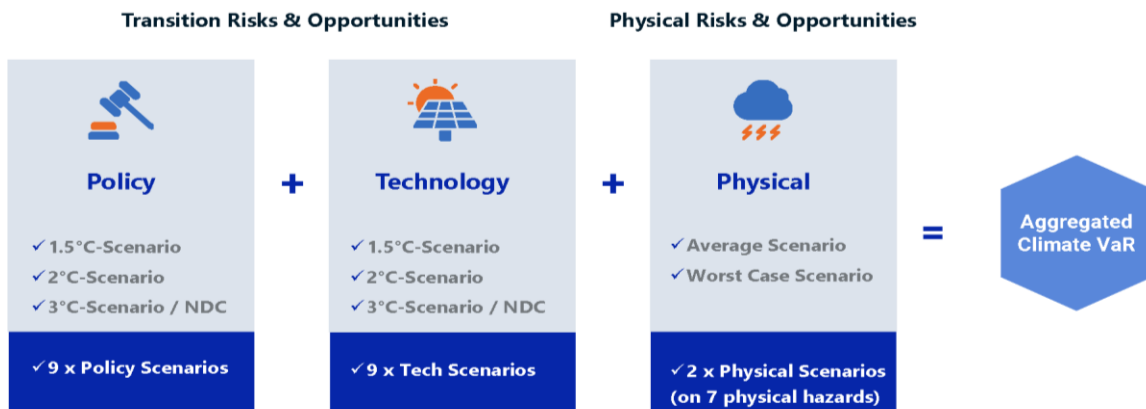 Transition Risks & Opportunities
Physical Risks & Opportunities
Policy
+
Technology
+
Physical
✓1.5°C-Scenario
✓2°C-Scenario
✓3°C-Scenario / NDC
✓1.5°C-Scenario
✓2°C-Scenario
✓3°C-Scenario / NDC
✓Average Scenario
✓Worst Case Scenario
=
Aggregated
Climate VaR
✓9 x Policy Scenarios
✓9 x Tech Scenarios
✓2 x Physical Scenarios
(on 7 physical hazards)